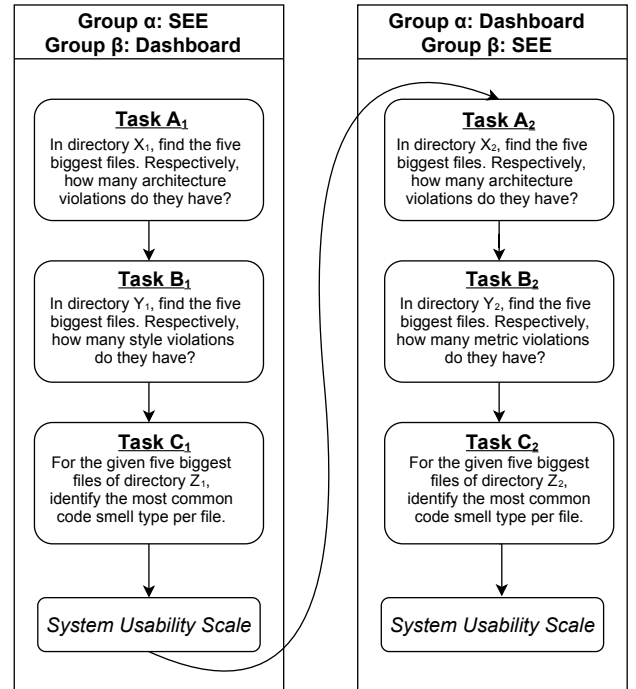 Group α: SEE
Group β: Dashboard
Task A₁
In directory X₁, find the five
biggest files. Respectively,
how many architecture
violations do they have?
Task B₁
In directory Y₁, find the five
biggest files. Respectively,
how many style violations
do they have?
Task C₁
For the given five biggest
files of directory Z₁,
identify the most common
code smell type per file.
System Usability Scale
Group α: Dashboard
Group β: SEE
Task A₂
In directory X₂, find the five
biggest files. Respectively,
how many architecture
violations do they have?
Task B₂
In directory Y₂, find the five
biggest files. Respectively,
how many metric violations
do they have?
Task C₂
For the given five biggest
files of directory Z₂,
identify the most common
code smell type per file.
System Usability Scale